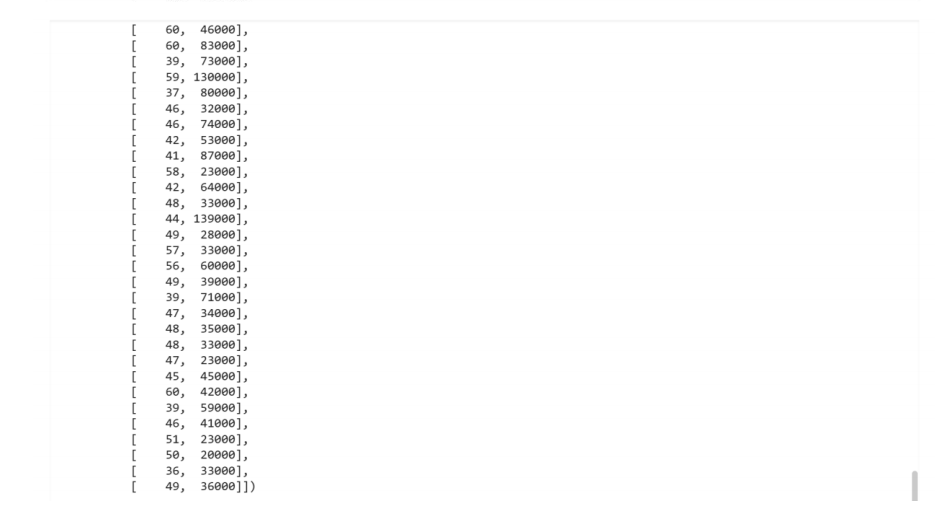 [    60,  46000],
[    60,  83000],
[    39,  73000],
[    59, 130000],
[    37,  80000],
[    46,  32000],
[    46,  74000],
[    42,  53000],
[    41,  87000],
[    58,  23000],
[    42,  64000],
[    48,  33000],
[    44, 139000],
[    49,  28000],
[    57,  33000],
[    56,  60000],
[    49,  39000],
[    39,  71000],
[    47,  34000],
[    48,  35000],
[    48,  33000],
[    47,  23000],
[    45,  45000],
[    60,  42000],
[    39,  59000],
[    46,  41000],
[    51,  23000],
[    50,  20000],
[    36,  33000],
[    49,  36000]])